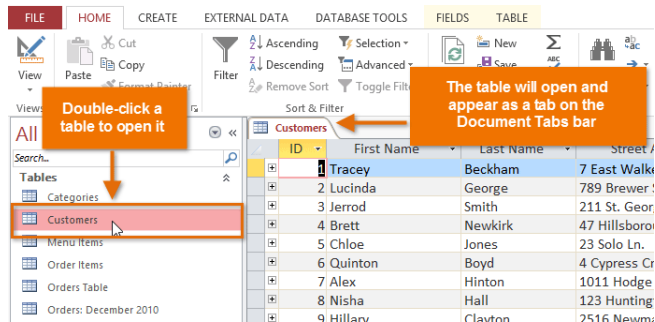 FILE HOME CREATE EXTERNAL DATA DATABASE TOOLS FIELDS TABLE
View
Paste
Cut
Copy
Format Painter
Filter
Ascending
Descending
Remove Sort
Selection
Advanced
Toggle Filt
New
Save
ab
ac
ABC
Views
Sort & Filter
Double-click a
table to open it
The table will open and
appear as a tab on the
Document Tabs bar
All
Search...
Tables
Categories
Customers
Menu Items
Order Items
Orders Table
Orders: December 2010
Customers
ID First Name Last Name Street A
1 Tracey Beckham 7 East Walke
2 Lucinda George 789 Brewer S
3 Jerrod Smith 211 St. Geor
4 Brett Newkirk 47 Hillsborou
5 Chloe Jones 23 Solo Ln.
6 Quinton Boyd 4 Cypress Cr
7 Alex Hinton 1011 Hodge
8 Nisha Hall 123 Hunting
9 Hillary Clayton 2516 Newma